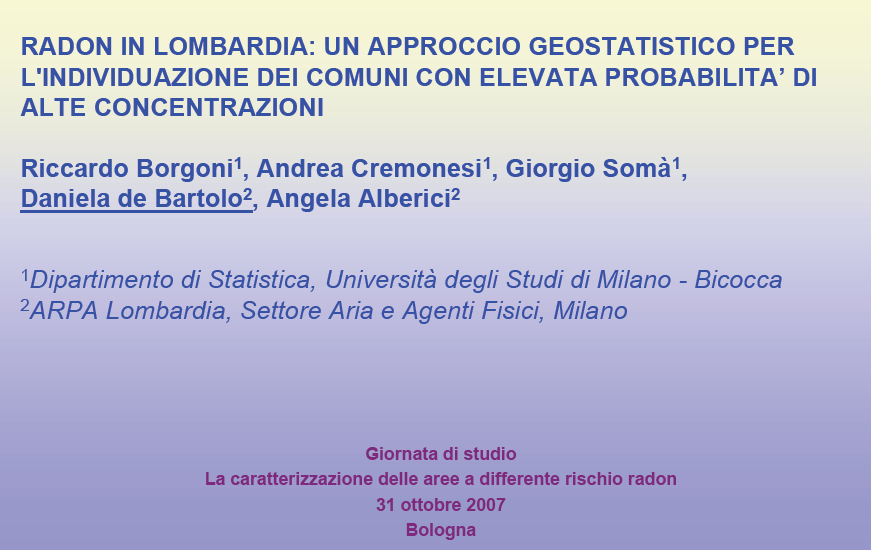 RADON IN LOMBARDIA: UN APPROCCIO GEOSTATISTICO PER
L'INDIVIDUAZIONE DEI COMUNI CON ELEVATA PROBABILITA’ DI
ALTE CONCENTRAZIONI
Riccardo Borgoni¹, Andrea Cremonesi¹, Giorgio Somà¹,
Daniela de Bartolo², Angela Alberici²
¹Dipartimento di Statistica, Università degli Studi di Milano - Bicocca
²ARPA Lombardia, Settore Aria e Agenti Fisici, Milano
Giornata di studio
La caratterizzazione delle aree a differente rischio radon
31 ottobre 2007
Bologna